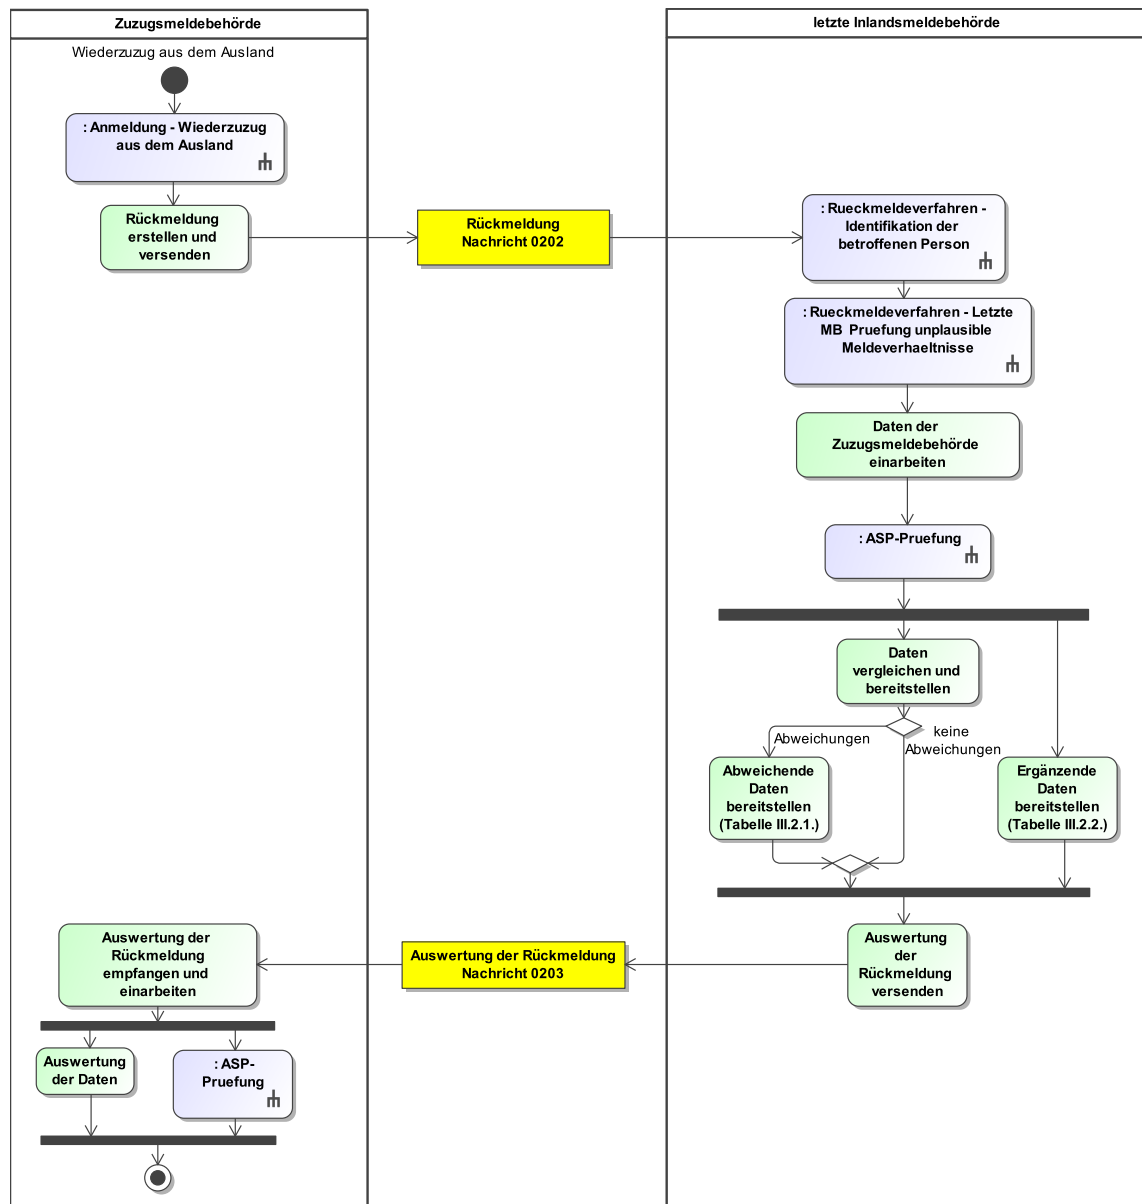 Zuzugsmeldebehörde
letzte Inlandsmeldebehörde
Wiederzuzug aus dem Ausland
: Anmeldung - Wiederzuzug
aus dem Ausland
Rückmeldung
erstellen und
versenden
Rückmeldung
Nachricht 0202
: Rueckmeldeverfahren -
Identifikation der
betroffenen Person
: Rueckmeldeverfahren - Letzte
MB Pruefung unplausible
Meldeverhaeltnisse
Daten der
Zuzugsmeldebehörde
einarbeiten
: ASP-Pruefung
Daten
vergleichen und
bereitstellen
Abweichungen
keine
Abweichungen
Abweichende
Daten
bereitstellen
(Tabelle III.2.1.)
Ergänzende
Daten
bereitstellen
(Tabelle III.2.2.)
Auswertung
der
Rückmeldung
versenden
Auswertung der Rückmeldung
Nachricht 0203
Auswertung der
Rückmeldung
empfangen und
einarbeiten
Auswertung
der Daten
: ASP-
Pruefung